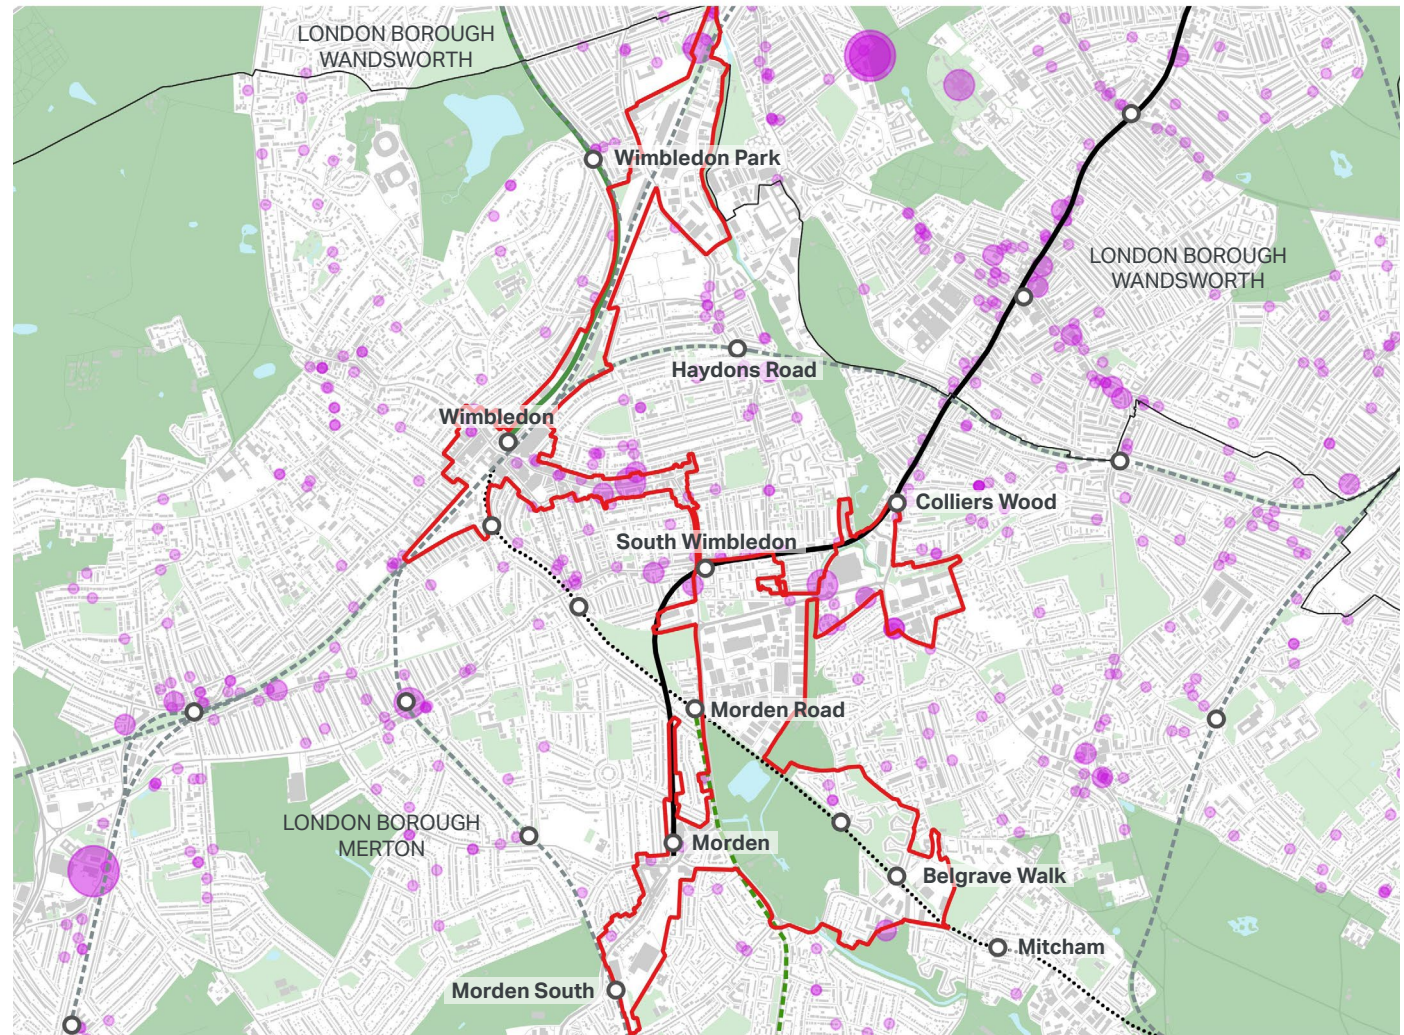 LONDON BOROUGH
WANDSWORTH
Wimbledon Park
LONDON BOROUGH
WANDSWORTH
Haydons Road
Wimbledon
Colliers Wood
South Wimbledon
Morden Road
LONDON BOROUGH
MERTON
Morden
Belgrave Walk
Mitcham
Morden South